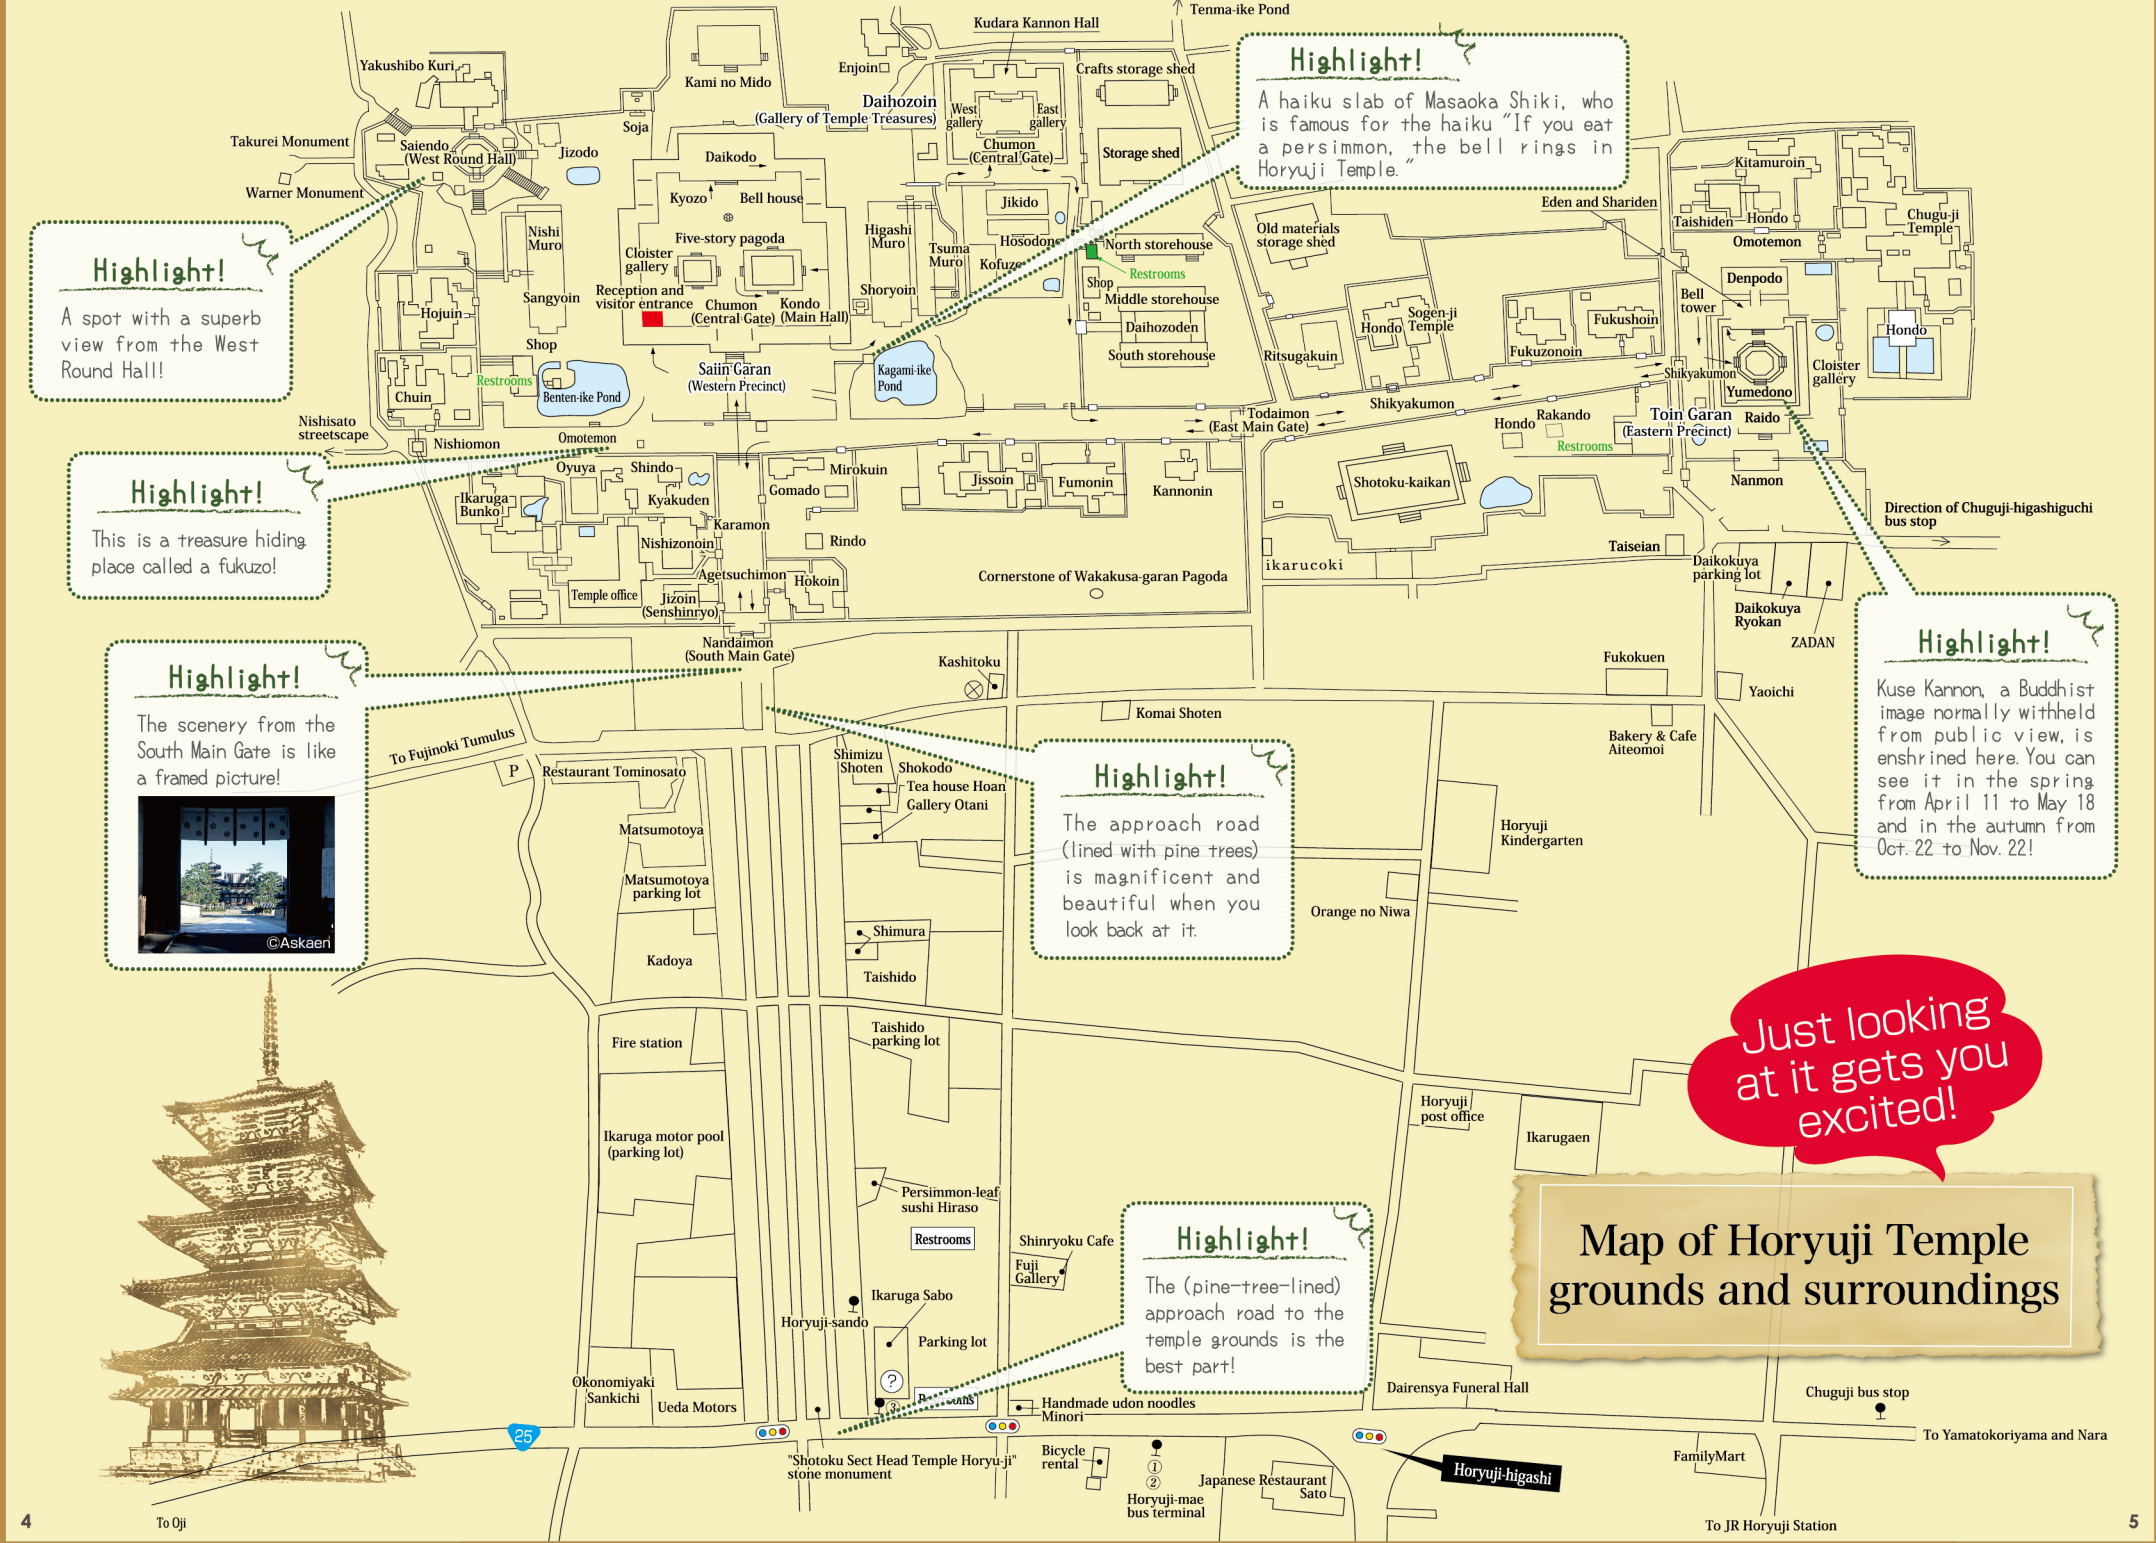 Tenma-ike Pond
Kudara Kannon Hall
Yakushibo Kuri
Kami no Mido
Enjoin
Crafts storage shed
Daihozoin
(Gallery of Temple Treasures)
West
gallery
East
gallery
Chumon
(Central Gate)
Soja
Takurei Monument
Saiendo
(West Round Hall)
Jizodo
Daikodo
Storage shed
Warner Monument
Kyozo
Bell house
Jikido
Highlight!
A haiku slab of Masaoka Shiki, who
is famous for the haiku "If you eat
a persimmon, the bell rings in
Horyuji Temple."
Kitamuroin
Eden and Shariden
Taishiden
Hondo
Omotemon
Chugu-ji
Temple
Highlight!
A spot with a superb
view from the West
Round Hall!
Nishi
Muro
Five-story pagoda
Cloister
gallery
Higashi
Muro
Tsuma
Muro
Hosodono
Kofuzo
North storehouse
Restrooms
Old materials
storage shed
Denpodo
Bell
tower
Reception and
visitor entrance
Chumon
(Central Gate)
Kondo
(Main Hall)
Shoryoin
Shop
Middle storehouse
Daihozoden
South storehouse
Sangyoin
Hojuin
Shop
Ritsugakuin
Hondo
Sogen-ji
Temple
Fukushoin
Fukuzonoin
Hondo
Restrooms
Chuin
Benten-ike Pond
Saiin Garan
(Western Precinct)
Kagami-ike
Pond
Shikyakumon
Shikyakumon
Cloister
gallery
Yumedono
Nishisato
streetscape
Nishiomon
Omotemon
Todaimon
(East Main Gate)
Hondo
Rakando
Restrooms
Toin Garan
(Eastern Precinct)
Raido
Nanmon
Highlight!
This is a treasure hiding
place called a fukuzo!
Oyuya
Shindo
Kyakuden
Ikaruga
Bunko
Mirokuin
Gomado
Jissoin
Fumonin
Kannonin
Shotoku-kaikan
Karamon
Nishizonoin
Rindo
Agetsuchimon
Hokoin
Temple office
Jizoin
(Senshinryo)
Cornerstone of Wakakusa-garan Pagoda
ikarucoki
Taiseian
Direction of Chuguji-higashiguchi
bus stop
Daikokuya
parking lot
Daikokuya
Ryokan
ZADAN
Nandaimon
(South Main Gate)
Highlight!
The scenery from the
South Main Gate is like
a framed picture!
©Askaen
Kashitoku
Komai Shoten
Fukokuen
Yaoichi
Bakery & Cafe
Aiteomoi
Highlight!
Kuse Kannon, a Buddhist
image normally withheld
from public view, is
enshrined here. You can
see it in the spring
from April 11 to May 18
and in the autumn from
Oct. 22 to Nov. 22!
To Fujinoki Tumulus
P
Restaurant Tominosato
Matsumotoya
Matsumotoya
parking lot
Kadoya
Shimizu
Shoten
Shokodo
Tea house Hoan
Gallery Otani
Highlight!
The approach road
(lined with pine trees)
is magnificent and
beautiful when you
look back at it.
Horyuji
Kindergarten
Orange no Niwa
Shimura
Taishido
Taishido
parking lot
Fire station
Ikaruga motor pool
(parking lot)
Horyuji
post office
Ikarugaen
Just looking
at it gets you
excited!
Map of Horyuji Temple
grounds and surroundings
Persimmon-leaf
sushi Hiraso
Restrooms
Shinryoku Cafe
Fuji
Gallery
Highlight!
The (pine-tree-lined)
approach road to the
temple grounds is the
best part!
Ikaruga Sabo
Horyuji-sando
Parking lot
?
③
Okonomiyaki
Sankichi
Ueda Motors
25
"Shotoku Sect Head Temple Horyu-ji"
stone monument
Handmade udon noodles
Minori
Bicycle
rental
①
②
Horyuji-mae
bus terminal
Japanese Restaurant
Sato
Dairensya Funeral Hall
Horyuji-higashi
Chuguji bus stop
FamilyMart
To Yamatokoriyama and Nara
To JR Horyuji Station
To Oji
4
5